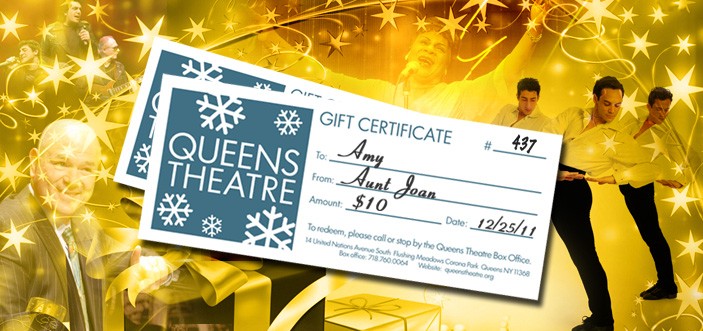 GIFT CERTIFICATE
# 437
QUEENS
THEATRE
To: Amy
From: Aunt Joan
Amount: $10
Date: 12/25/11
To redeem, please call or stop by the Queens Theatre Box Office.
14 United Nations Avenue South Flushing Meadows Corona Park Queens NY 11368
Box office: 718.760.0064 Website: queenstheatre.org